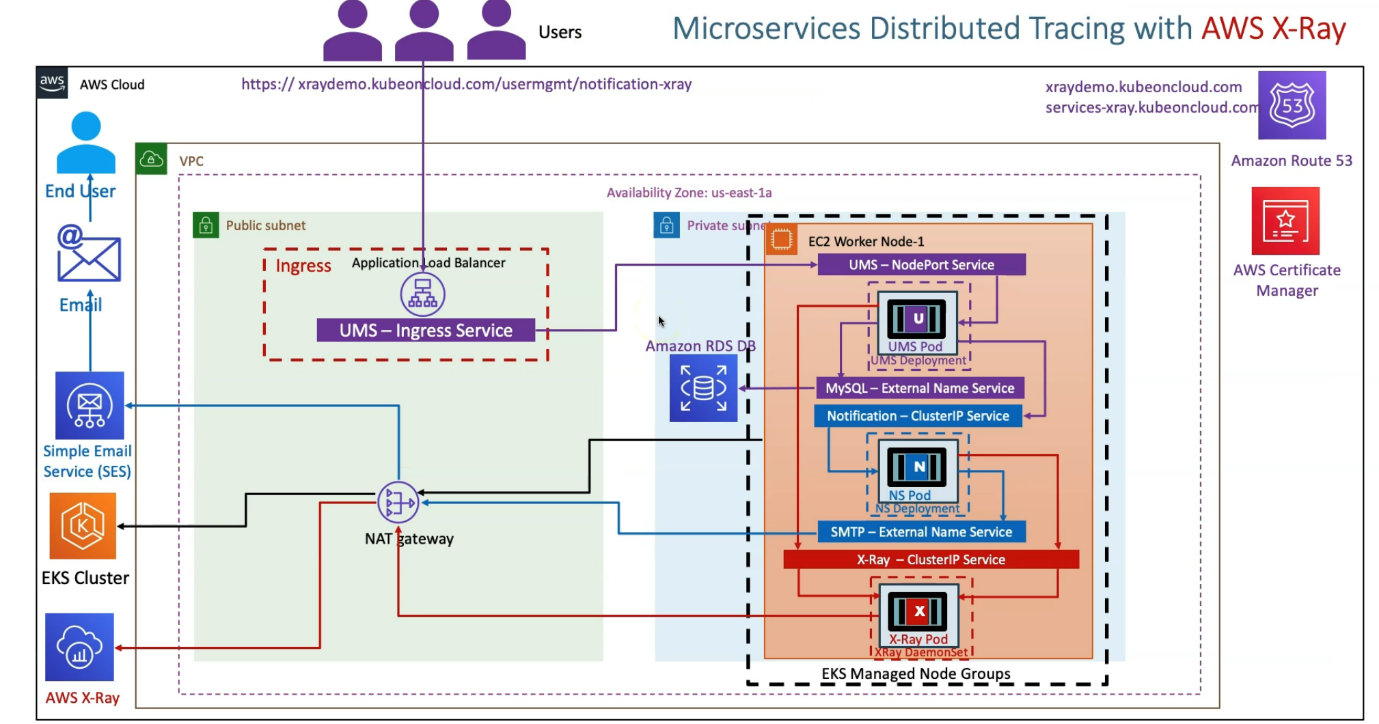 Microservices Distributed Tracing with AWS X-Ray
Users
aws
AWS Cloud
https:// xraydemo.kubeoncloud.com/usermgmt/notification-xray
xraydemo.kubeoncloud.com
services-xray.kubeoncloud.com
53
Amazon Route 53
AWS Certificate
Manager
End User
@
Email
Simple Email
Service (SES)
K
EKS Cluster
AWS X-Ray
VPC
Availability Zone: us-east-1a
Public subnet
Ingress
Application Load Balancer
UMS – Ingress Service
NAT gateway
Private subnet
Amazon RDS DB
EC2 Worker Node-1
UMS – NodePort Service
U
UMS Pod
UMS Deployment
MySQL – External Name Service
Notification – ClusterIP Service
N
NS Pod
NS Deployment
SMTP – External Name Service
X-Ray – ClusterIP Service
X
X-Ray Pod
XRay DaemonSet
EKS Managed Node Groups